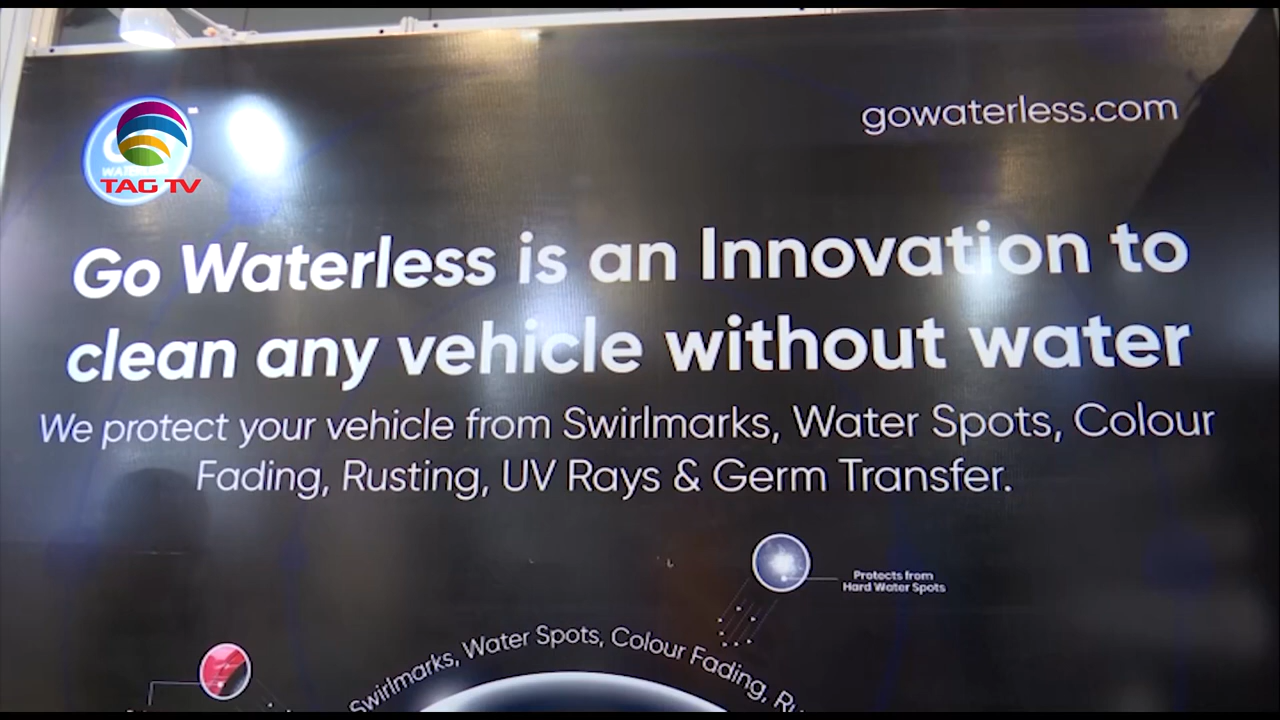 gowaterless.com
TAG TV
Go Waterless is an Innovation to
clean any vehicle without water
We protect your vehicle from Swirlmarks, Water Spots, Colour
Fading, Rusting, UV Rays & Germ Transfer.
Protects from
Hard Water Spots
Swirlmarks, Water Spots, Colour Fading,